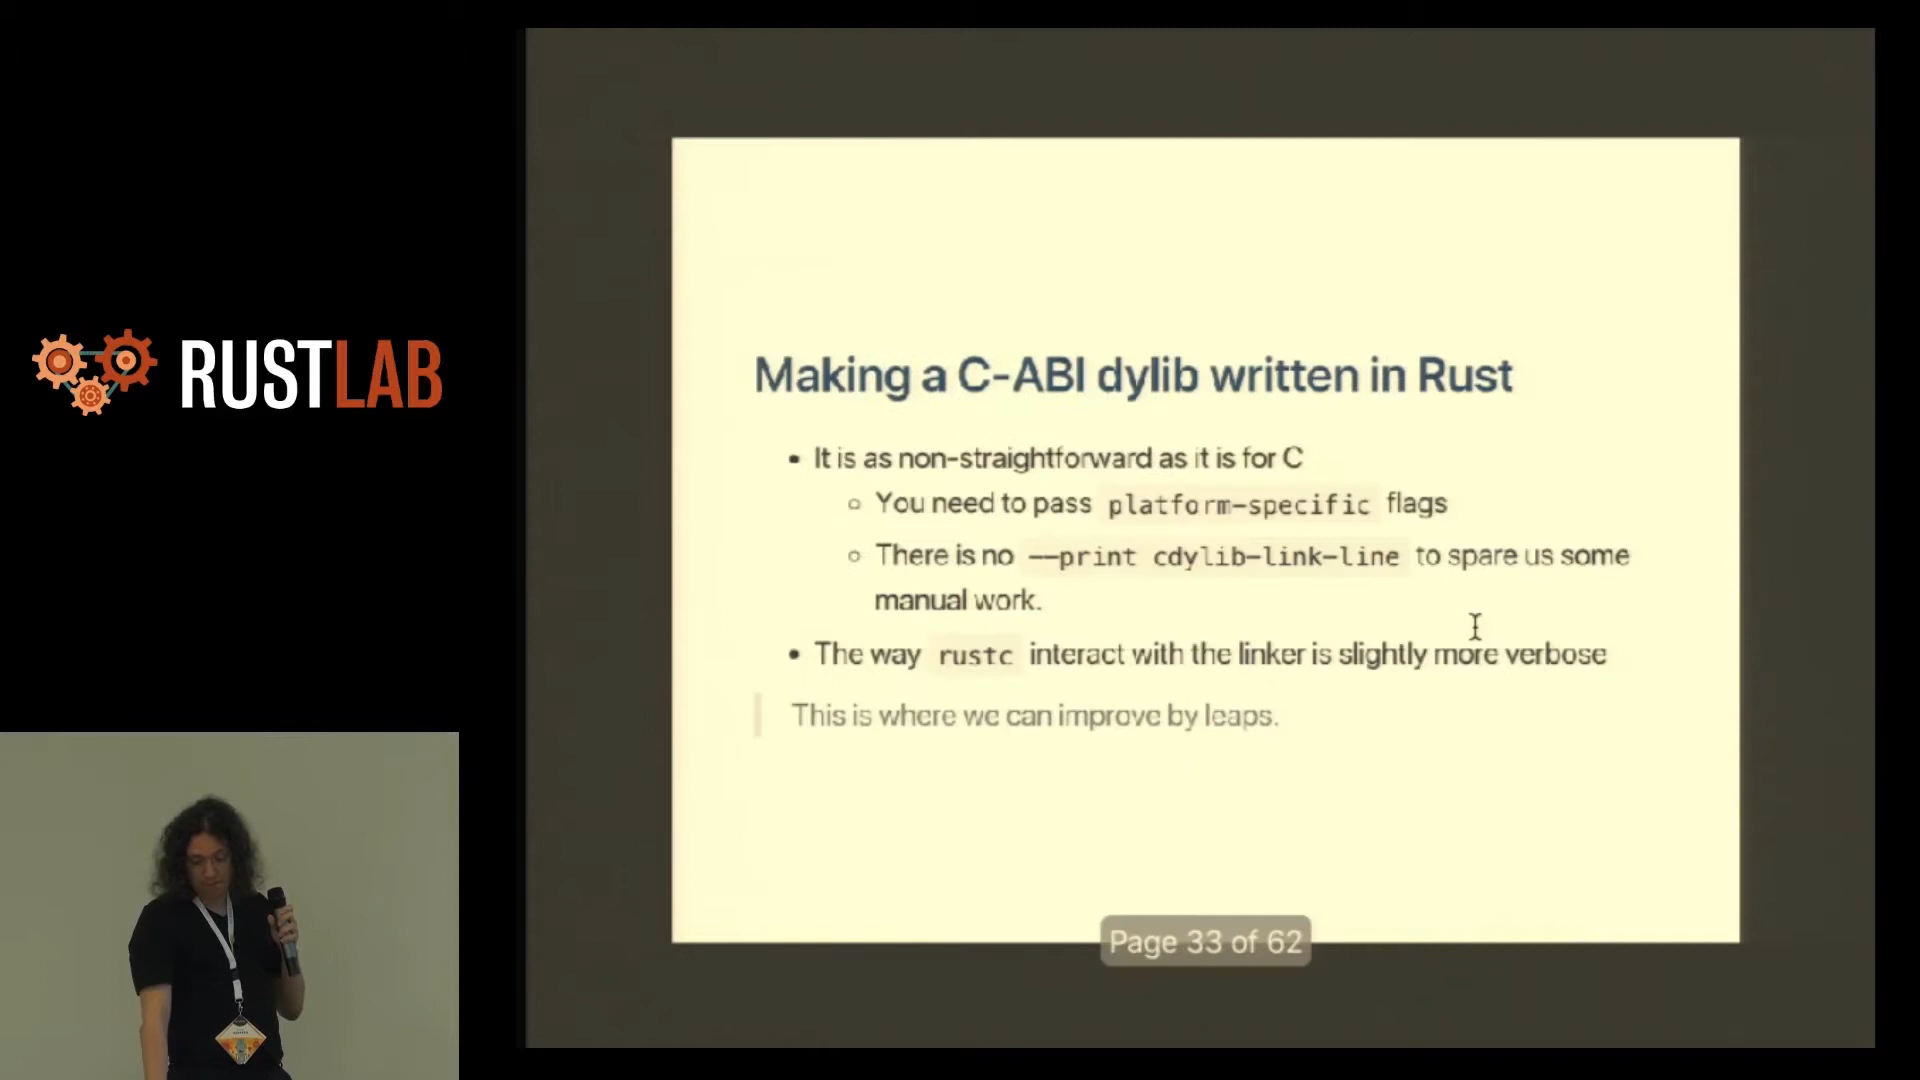 RUSTLAB
Making a C-ABI dylib written in Rust
• It is as non-straightforward as it is for C
◦ You need to pass platform-specific flags
◦ There is no --print cdylib-link-line to spare us some
manual work.
• The way rustc interact with the linker is slightly more verbose
This is where we can improve by leaps.
Page 33 of 62